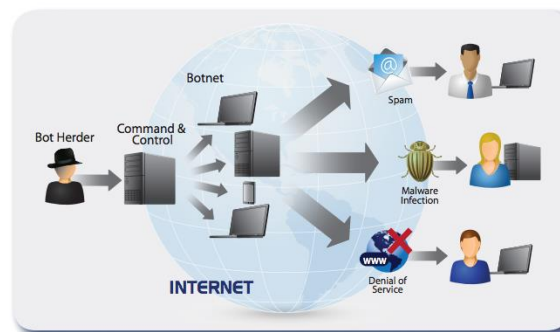 Bot Herder
Command &
Control
Botnet
INTERNET
@
Spam
Malware
Infection
www
Denial of
Service